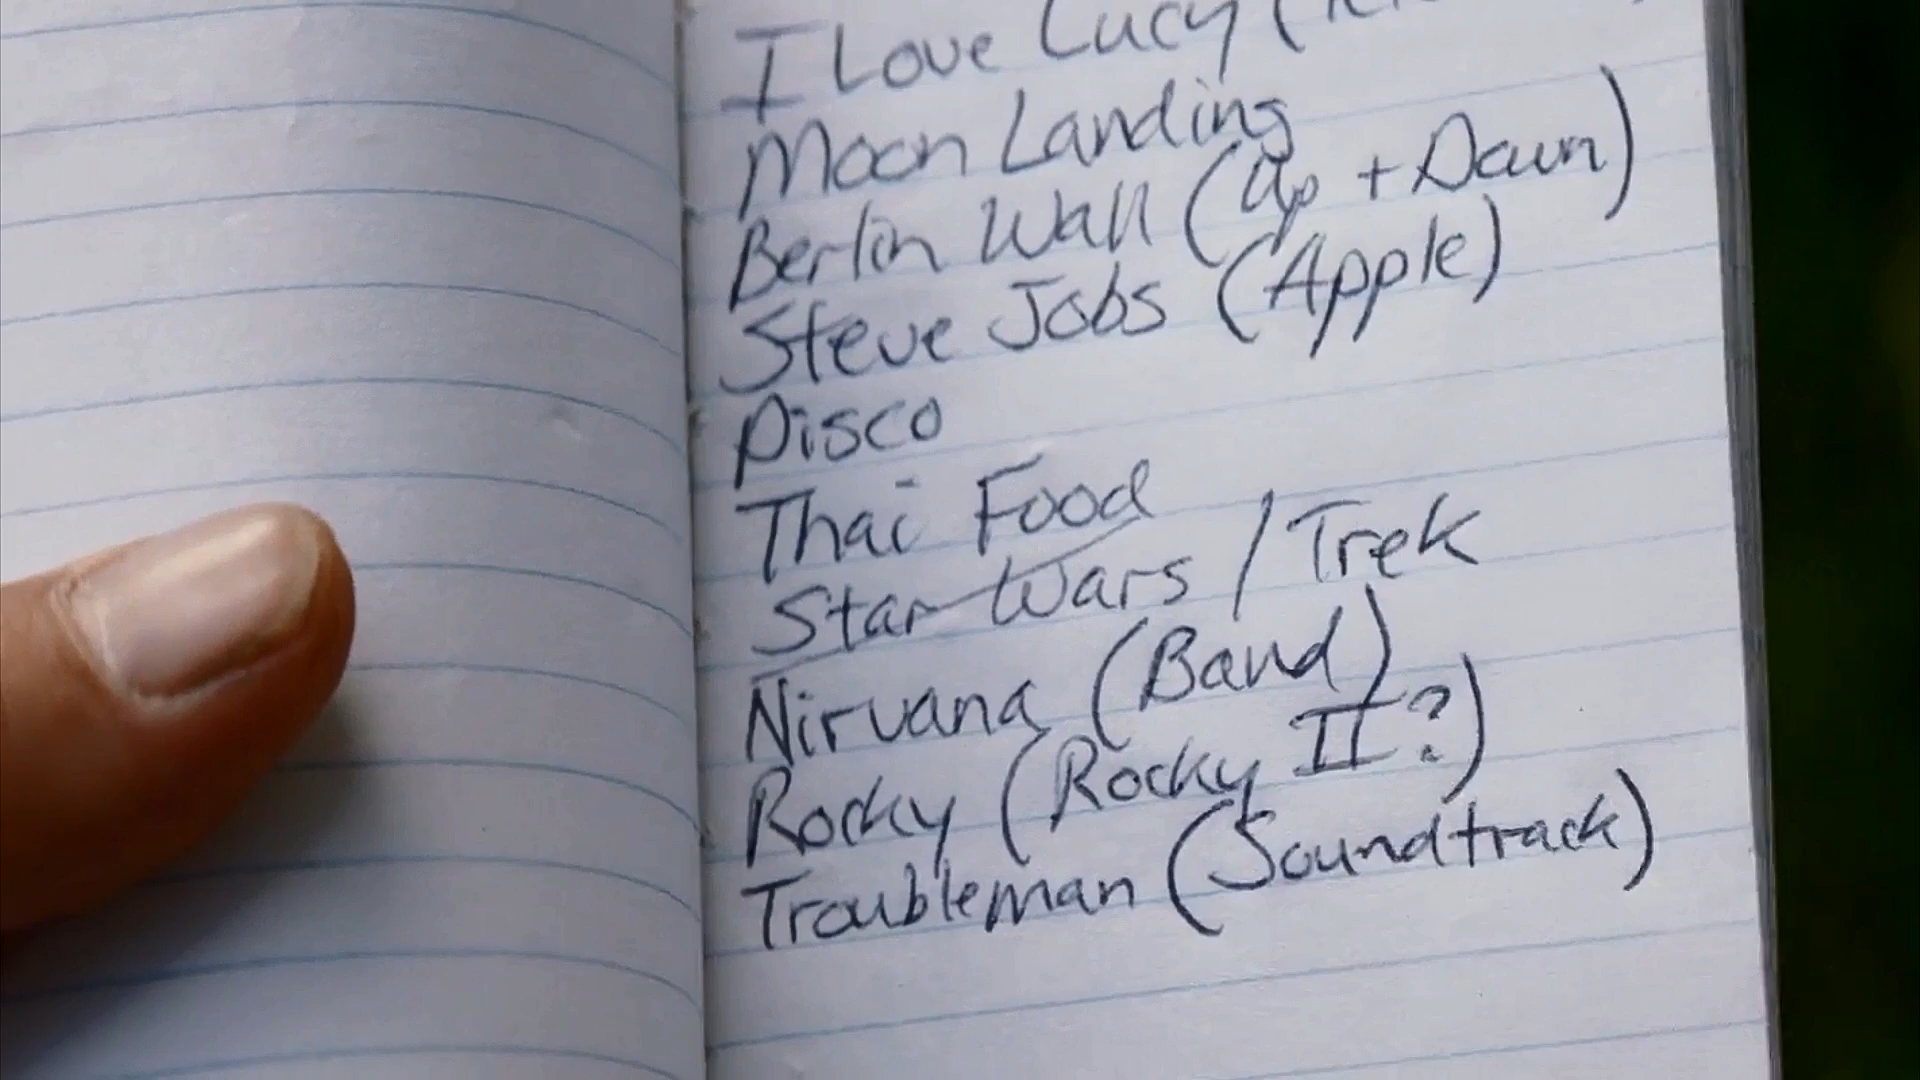 I Love Lucy (
Moon Landing
Berlin Wall (Up + Down)
Steve Jobs (Apple)
Disco
Thai Food
Star Wars / Trek
Nirvana (Band)
Rocky (Rocky II?)
Troubleman (Soundtrack)